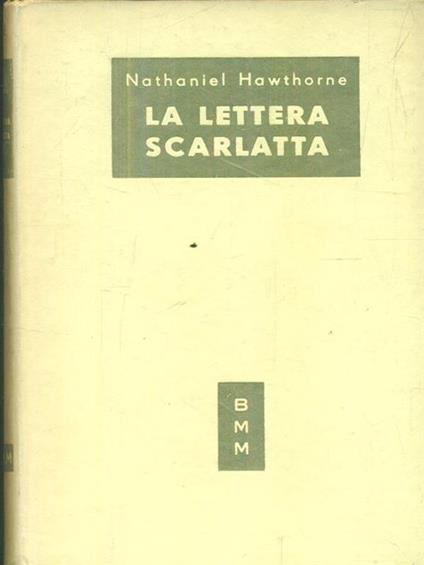 Nathaniel Hawthorne
LA LETTERA
SCARLATTA
B
M
M